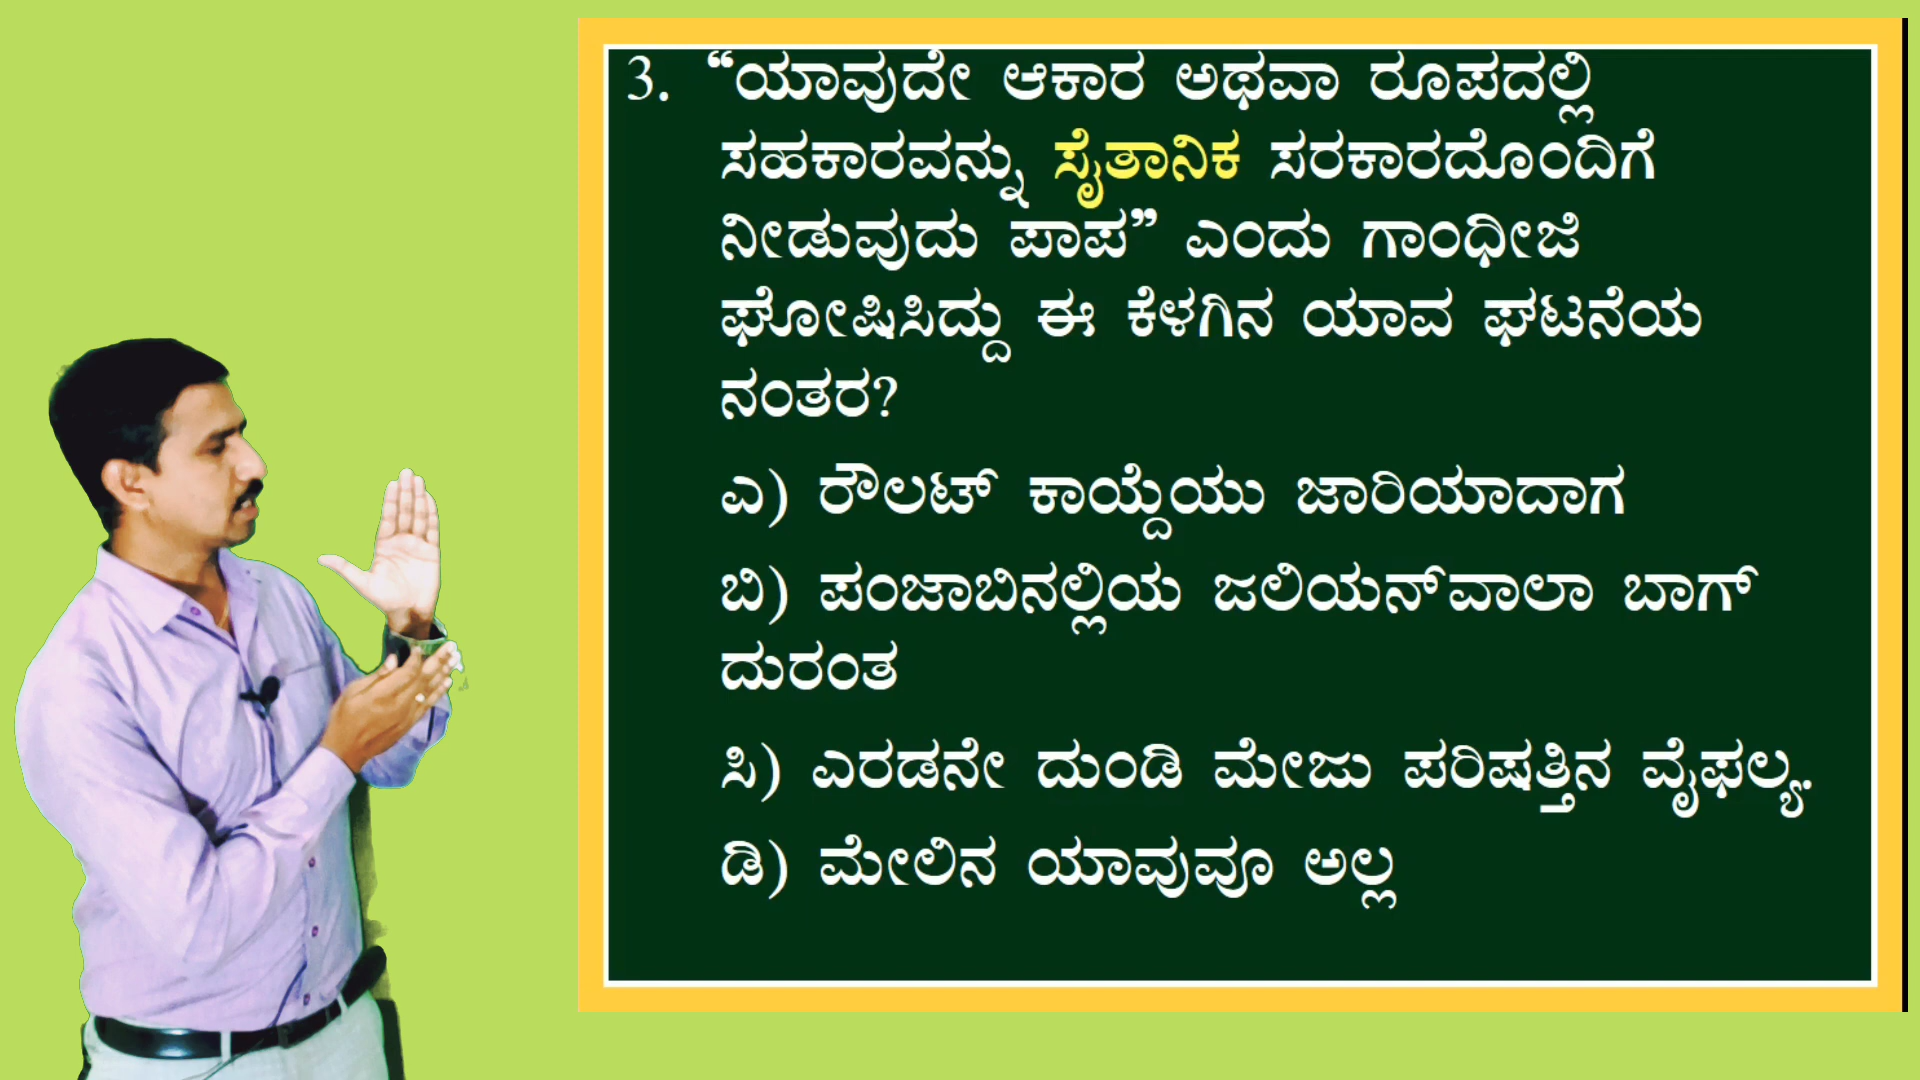 3. “ಯಾವುದೇ ಆಕಾರ ಅಥವಾ ರೂಪದಲ್ಲಿ
ಸಹಕಾರವನ್ನು ಸೈತಾನಿಕ ಸರಕಾರದೊಂದಿಗೆ
ನೀಡುವುದು ಪಾಪ” ಎಂದು ಗಾಂಧೀಜಿ
ಘೋಷಿಸಿದ್ದು ಈ ಕೆಳಗಿನ ಯಾವ ಘಟನೆಯ
ನಂತರ?
ಎ) ರೌಲಟ್ ಕಾಯ್ದೆಯು ಜಾರಿಯಾದಾಗ
ಬಿ) ಪಂಜಾಬಿನಲ್ಲಿಯ ಜಲಿಯನ್‌ವಾಲಾ ಬಾಗ್
ದುರಂತ
ಸಿ) ಎರಡನೇ ದುಂಡಿ ಮೇಜು ಪರಿಷತ್ತಿನ ವೈಫಲ್ಯ.
ಡಿ) ಮೇಲಿನ ಯಾವುವೂ ಅಲ್ಲ